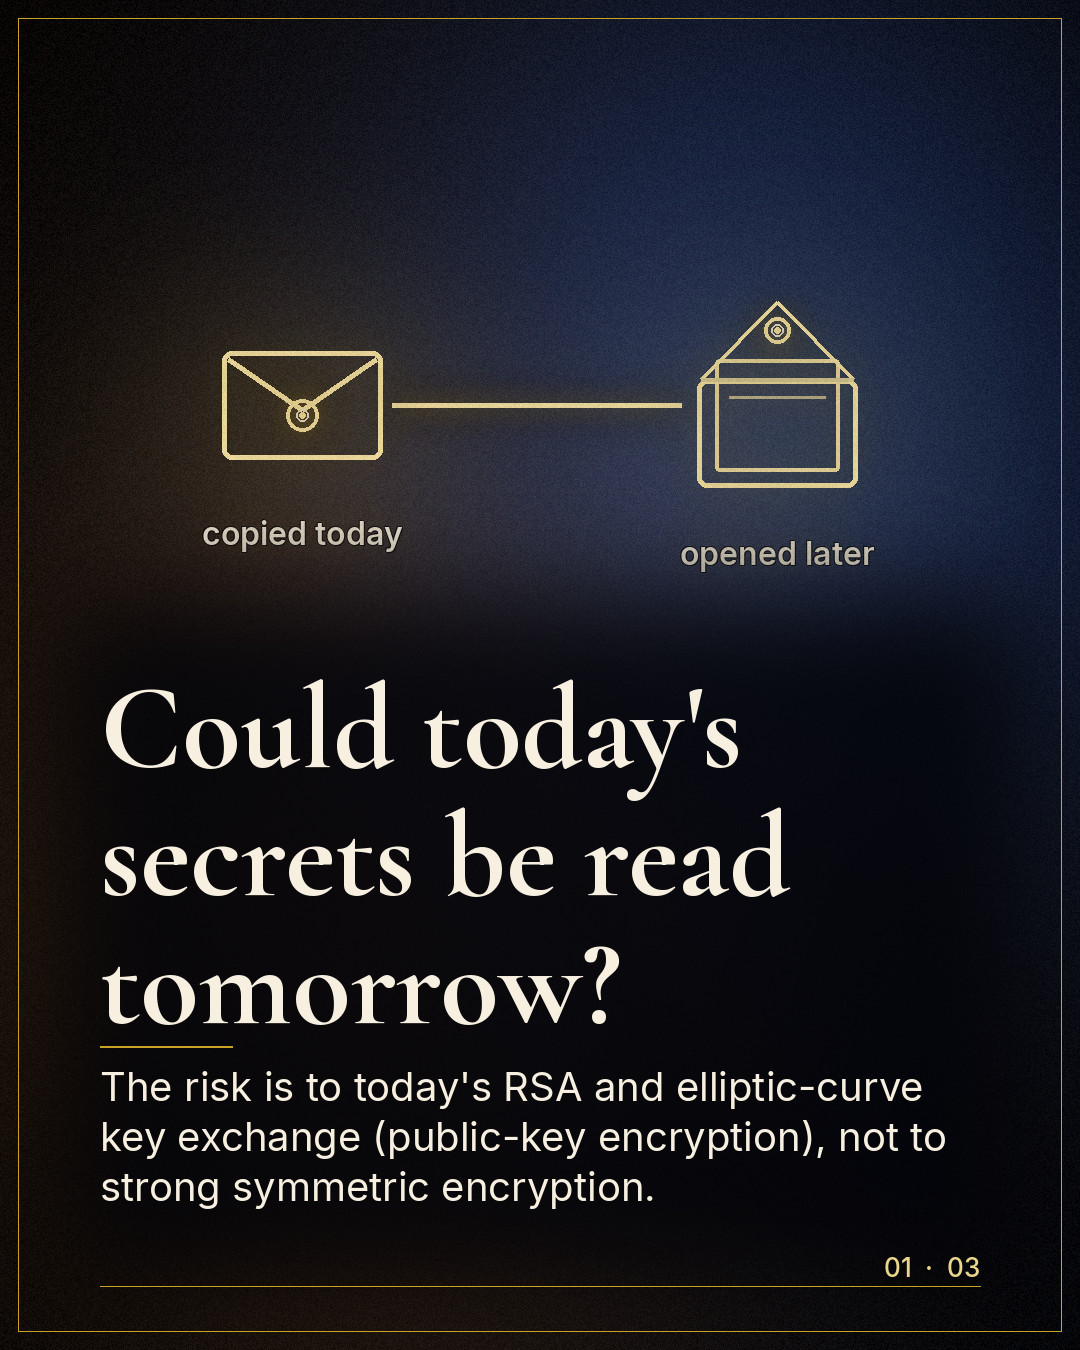 copied today
opened later
Could today's
secrets be read
tomorrow?
The risk is to today's RSA and elliptic-curve
key exchange (public-key encryption), not to
strong symmetric encryption.
01 · 03